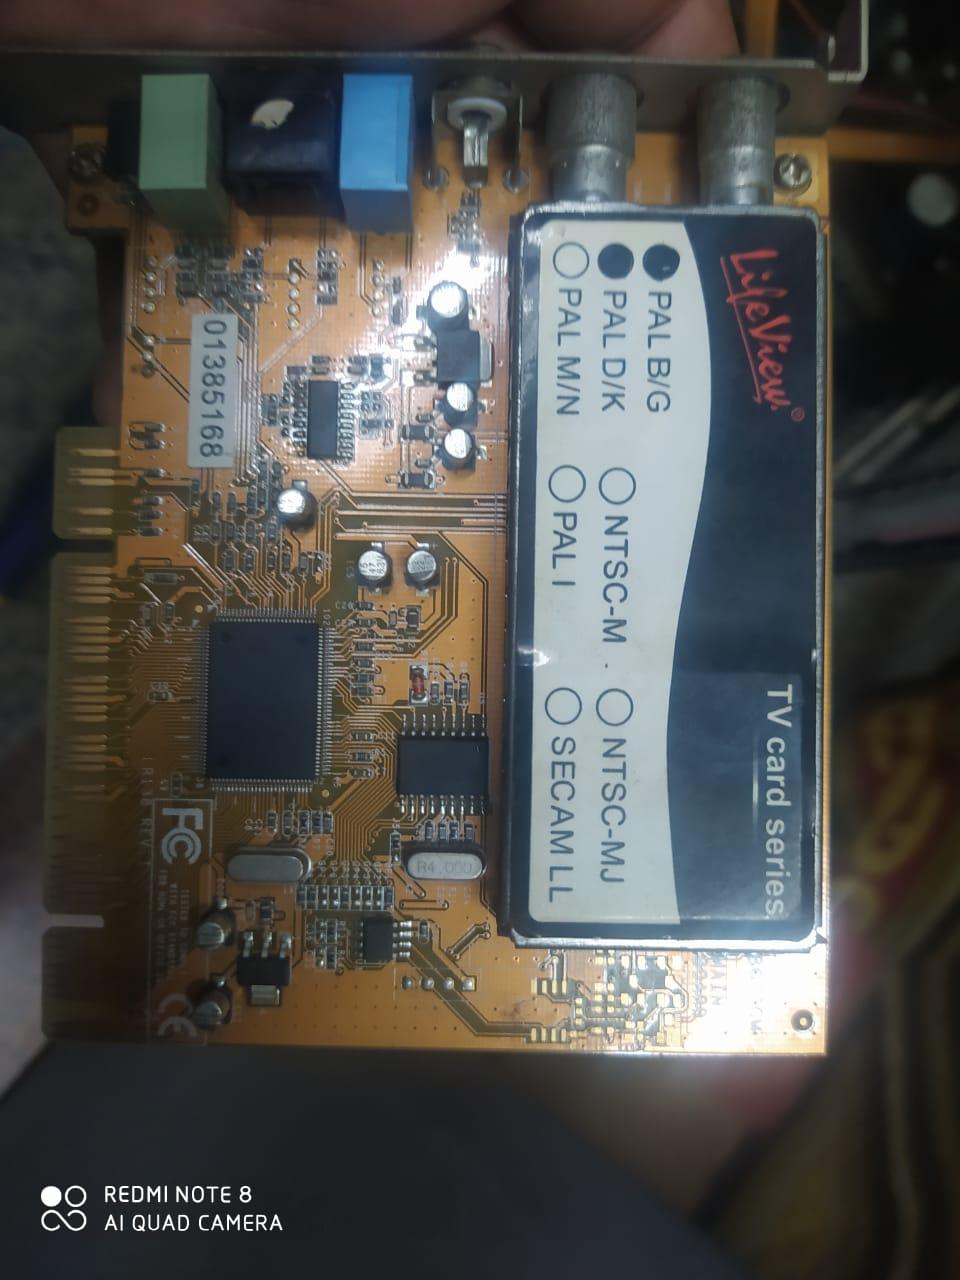 LifeView®
TV card series
PAL B/G
PAL D/K
NTSC-M
NTSC-MJ
PAL M/N
PAL I
SECAM LL
01385168
R4.000
FC
CE
REDMI NOTE 8
AI QUAD CAMERA